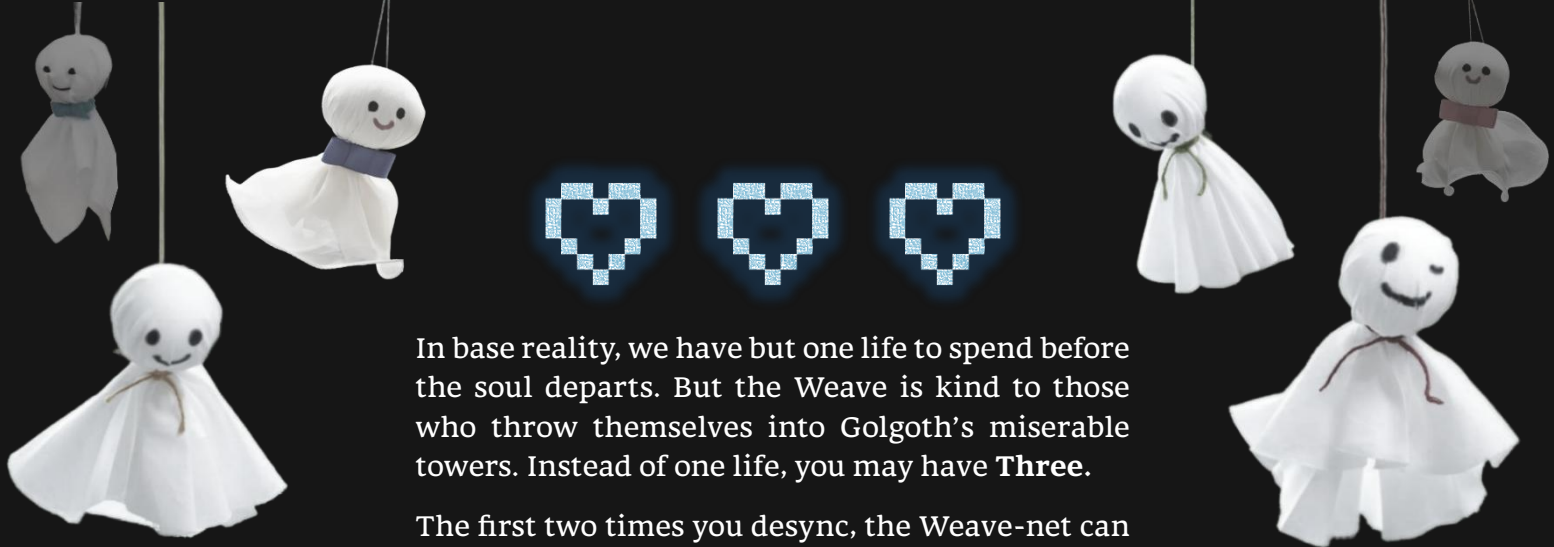 In base reality, we have but one life to spend before
the soul departs. But the Weave is kind to those
who throw themselves into Golgoth’s miserable
towers. Instead of one life, you may have Three.
The first two times you desync, the Weave-net can